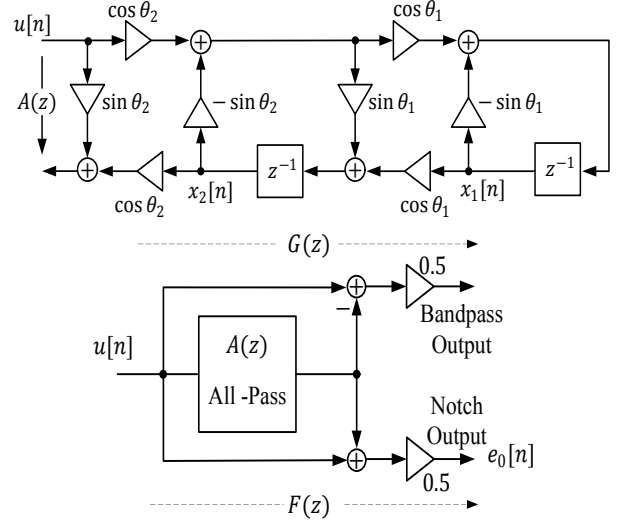 cos θ₂
cos θ₁
u[n]
A(z)
sin θ₂
− sin θ₂
sin θ₁
− sin θ₁
z⁻¹
z⁻¹
cos θ₂
x₂[n]
cos θ₁
x₁[n]
G(z)
0.5
−
Bandpass
Output
u[n]
A(z)
All -Pass
Notch
Output
e₀[n]
0.5
F(z)